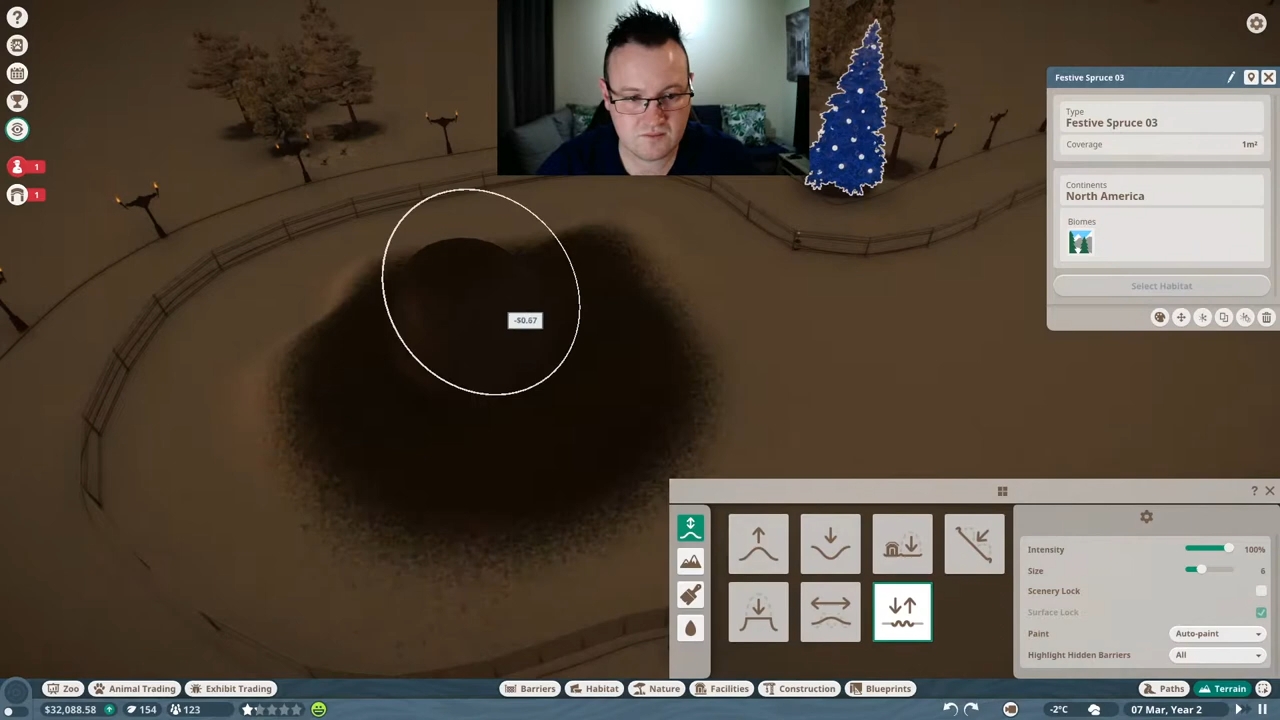 Festive Spruce 03
Type
Festive Spruce 03
Coverage 1m²
Continents
North America
Biomes
Select Habitat
1
1
-$0.67
?
?
Intensity 100%
Size 6
Scenery Lock
Surface Lock
Paint Auto-paint
Highlight Hidden Barriers All
Zoo Animal Trading Exhibit Trading Barriers Habitat Nature Facilities Construction Blueprints Paths Terrain
$32,088.58 154 123 -2°C 07 Mar, Year 2